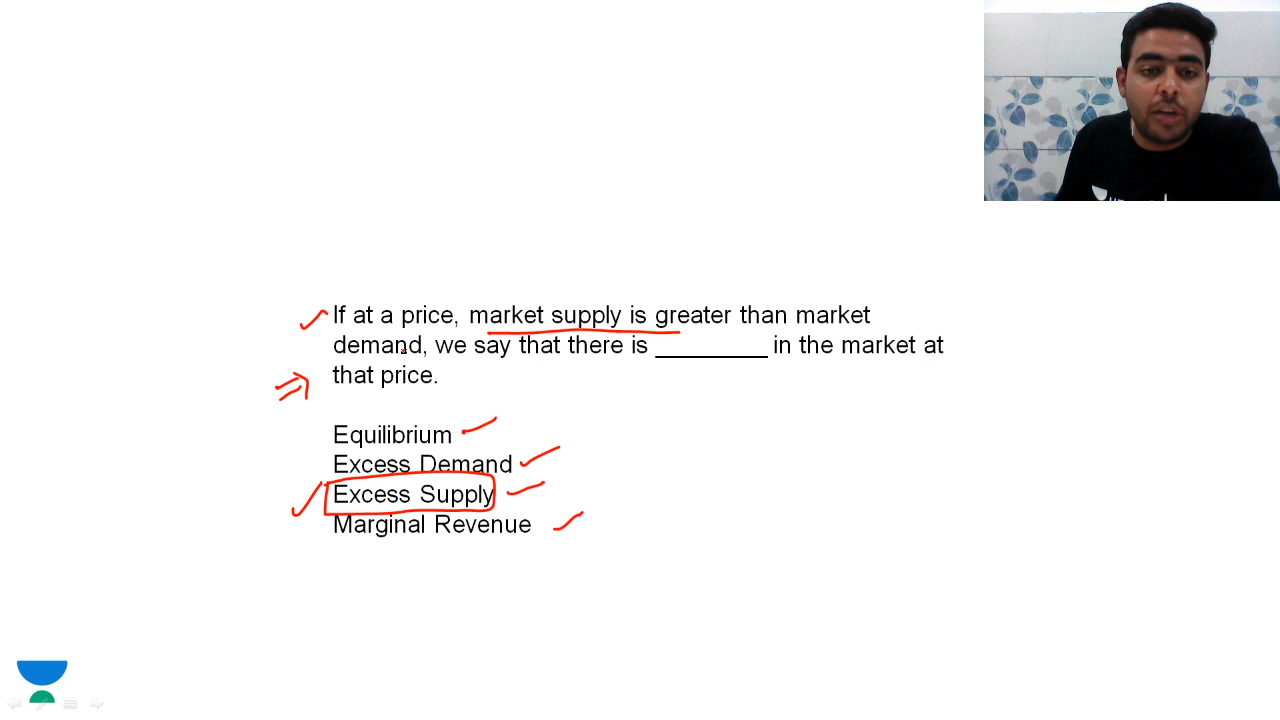 If at a price, market supply is greater than market
demand, we say that there is _________ in the market at
that price.
Equilibrium
Excess Demand
Excess Supply
Marginal Revenue